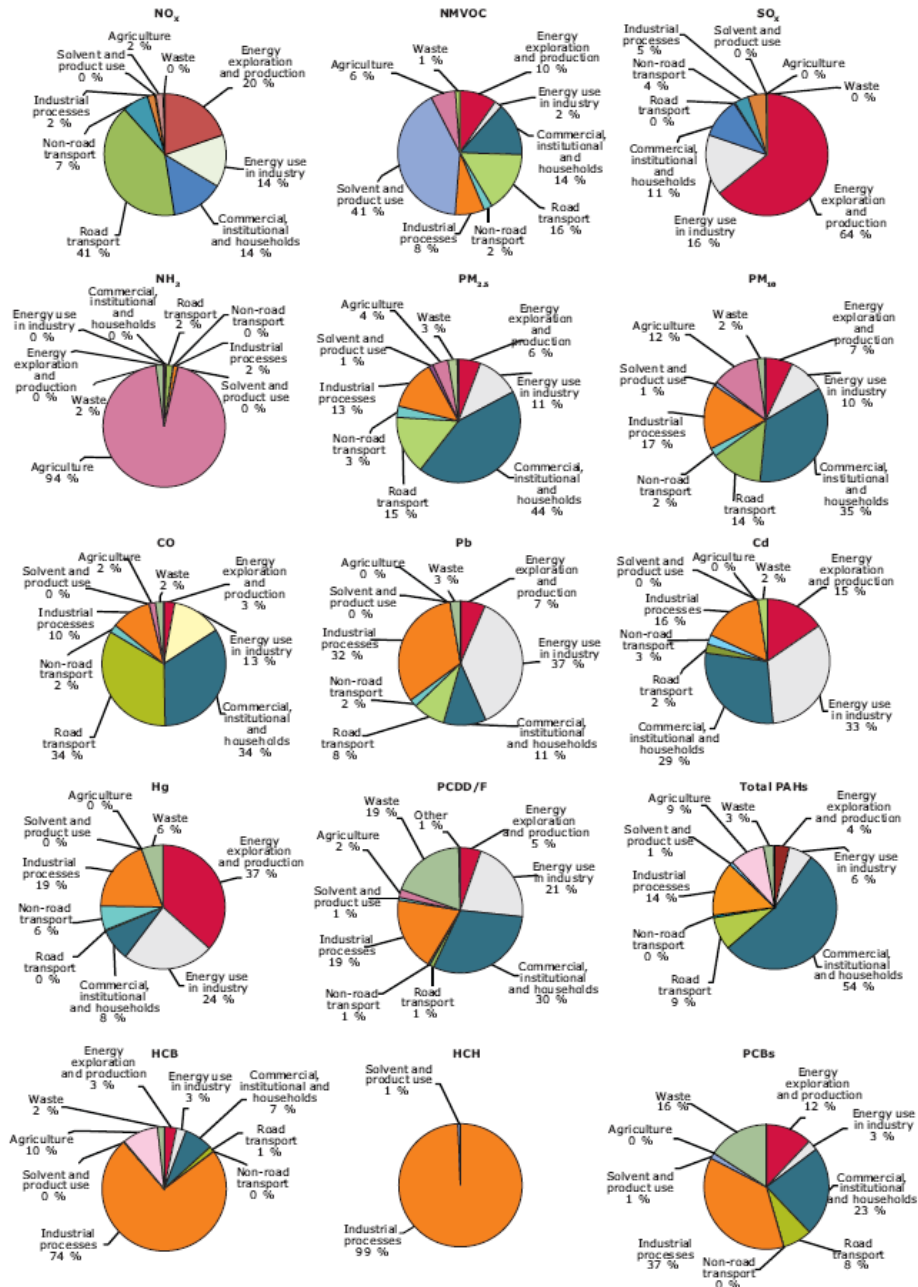 NOx
Agriculture
2 %
Solvent and
product use
0 %
Waste
0 %
Energy
exploration
and production
20 %
Industrial
processes
2 %
Non-road
transport
7 %
Energy use
in industry
14 %
Road
transport
41 %
Commercial,
institutional
and households
14 %
NMVOC
Waste
1 %
Agriculture
6 %
Energy
exploration
and production
10 %
Energy use
in industry
2 %
Commercial,
institutional
and households
14 %
Solvent and
product use
41 %
Road
transport
16 %
Industrial
processes
8 %
Non-road
transport
2 %
SOx
Industrial
processes
5 %
Solvent and
product use
0 %
Non-road
transport
4 %
Agriculture
0 %
Waste
0 %
Road
transport
0 %
Commercial,
institutional
and households
11 %
Energy use
in industry
16 %
Energy
exploration
and production
64 %
NH3
Commercial,
institutional
and
households
0 %
Road
transport
2 %
Non-road
transport
0 %
Energy use
in industry
0 %
Industrial
processes
2 %
Energy
exploration
and
production
0 %
Solvent and
product use
0 %
Waste
2 %
Agriculture
94 %
PM2.5
Agriculture
4 %
Waste
3 %
Energy
exploration
and
production
6 %
Solvent and
product use
1 %
Energy use
in industry
11 %
Industrial
processes
13 %
Non-road
transport
3 %
Road
transport
15 %
Commercial,
institutional
and
households
44 %
PM10
Agriculture
12 %
Waste
2 %
Energy
exploration
and
production
7 %
Solvent and
product use
1 %
Energy use
in industry
10 %
Industrial
processes
17 %
Non-road
transport
2 %
Road
transport
14 %
Commercial,
institutional
and
households
35 %
CO
Agriculture
2 %
Solvent and
product use
0 %
Waste
2 %
Energy
exploration
and
production
3 %
Industrial
processes
10 %
Energy use
in industry
13 %
Non-road
transport
2 %
Road
transport
34 %
Commercial,
institutional
and
households
34 %
Pb
Agriculture
0 %
Waste
3 %
Energy
exploration
and
production
7 %
Solvent and
product use
0 %
Industrial
processes
32 %
Energy use
in industry
37 %
Non-road
transport
2 %
Road
transport
8 %
Commercial,
institutional
and households
11 %
Cd
Solvent and
product use
0 %
Agriculture
0 %
Waste
2 %
Energy
exploration
and production
15 %
Industrial
processes
16 %
Non-road
transport
3 %
Road
transport
2 %
Commercial,
institutional and
households
29 %
Energy use
in industry
33 %
Hg
Agriculture
0 %
Solvent and
product use
0 %
Waste
6 %
Energy
exploration
and production
37 %
Industrial
processes
19 %
Non-road
transport
6 %
Road
transport
0 %
Commercial,
institutional
and households
8 %
Energy use
in industry
24 %
PCDD/F
Waste
19 %
Other
1 %
Energy
exploration
and production
5 %
Agriculture
2 %
Energy use
in industry
21 %
Solvent and
product use
1 %
Industrial
processes
19 %
Non-road
transport
1 %
Road
transport
1 %
Commercial,
institutional
and
households
30 %
Total PAHs
Agriculture
9 %
Waste
3 %
Energy
exploration
and production
4 %
Solvent and
product use
1 %
Energy use
in industry
6 %
Industrial
processes
14 %
Non-road
transport
0 %
Road
transport
9 %
Commercial,
institutional
and
households
54 %
HCB
Energy
exploration
and production
3 %
Energy use
in industry
3 %
Commercial,
institutional and
households
7 %
Waste
2 %
Agriculture
10 %
Road
transport
1 %
Non-road
transport
0 %
Solvent and
product use
0 %
Industrial
processes
74 %
HCH
Solvent and
product use
1 %
Industrial
processes
99 %
PCBs
Waste
16 %
Energy
exploration
and production
12 %
Energy use
in industry
3 %
Agriculture
0 %
Solvent and
product use
1 %
Commercial,
institutional
and
households
23 %
Industrial
processes
37 %
Non-road
transport
0 %
Road
transport
8 %